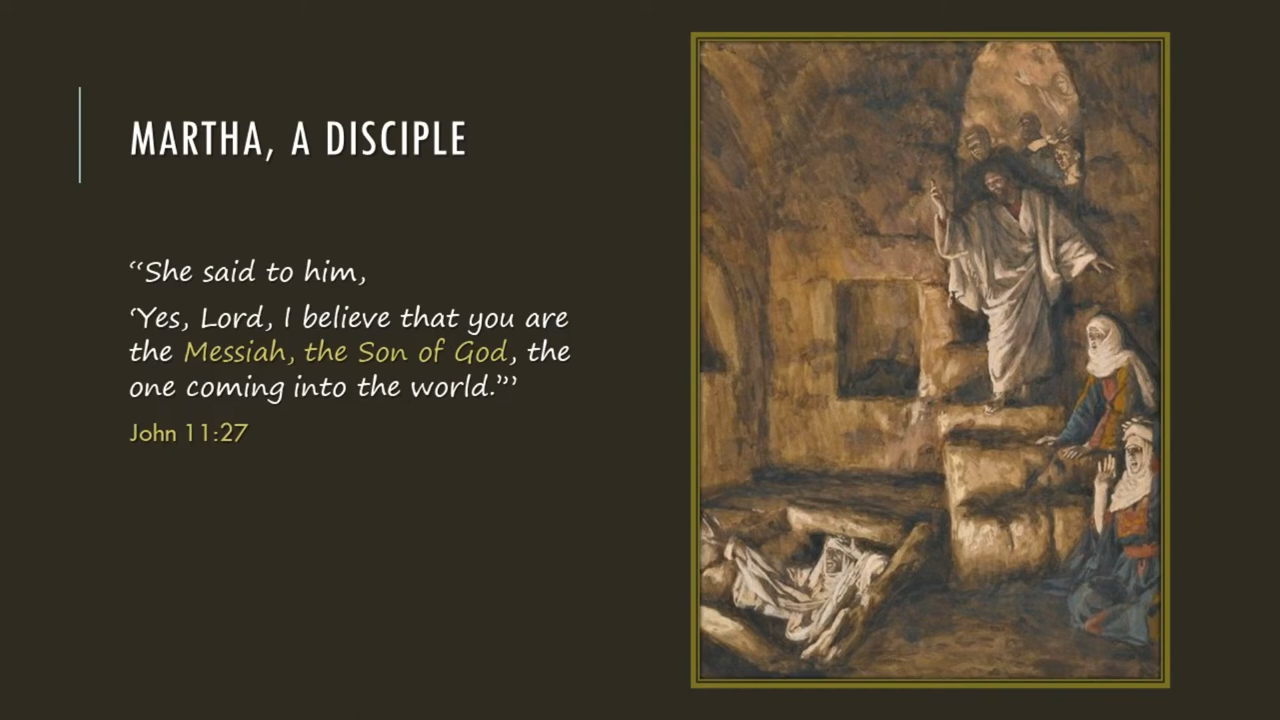 MARTHA, A DISCIPLE
“She said to him,
‘Yes, Lord, I believe that you are
the Messiah, the Son of God, the
one coming into the world.’”’
John 11:27